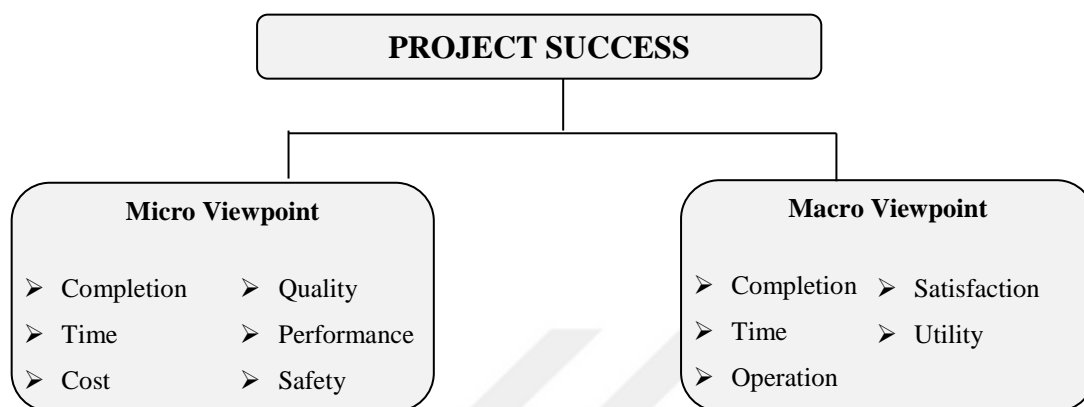 PROJECT SUCCESS
Micro Viewpoint
➢ Completion
➢ Time
➢ Cost
➢ Quality
➢ Performance
➢ Safety
Macro Viewpoint
➢ Completion
➢ Time
➢ Operation
➢ Satisfaction
➢ Utility